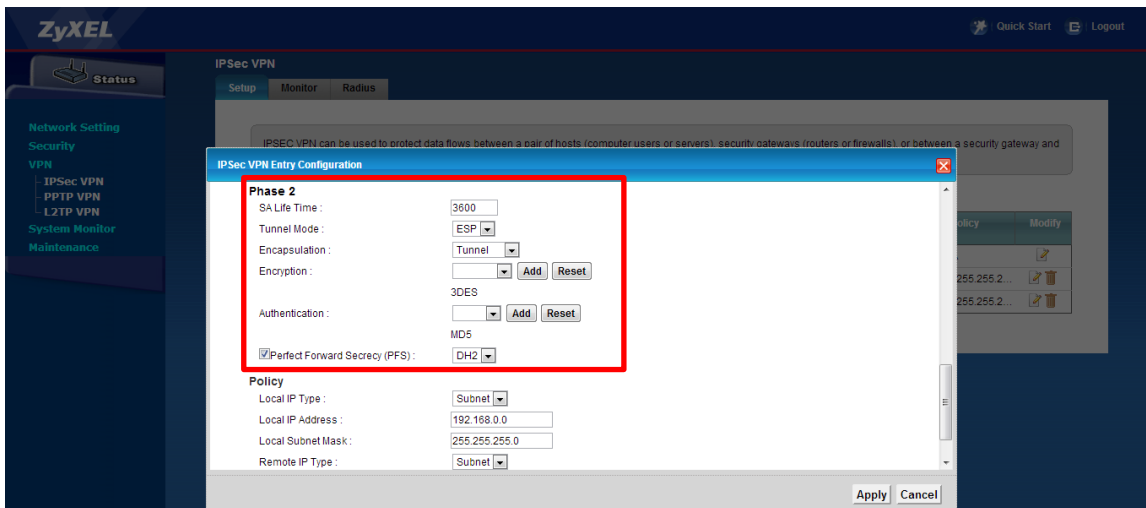 ZyXEL
Quick Start Logout
Status
IPSec VPN
Setup Monitor Radius
Network Setting
Security
VPN
IPSec VPN
PPTP VPN
L2TP VPN
System Monitor
Maintenance
IPSEC VPN can be used to protect data flows between a pair of hosts (computer users or servers), security gateways (routers or firewalls), or between a security gateway and
olicy Modify
255.255.2...
255.255.2...
IPSec VPN Entry Configuration
Phase 2
SA Life Time : 3600
Tunnel Mode : ESP
Encapsulation : Tunnel
Encryption : Add Reset
3DES
Authentication : Add Reset
MD5
Perfect Forward Secrecy (PFS) : DH2
Policy
Local IP Type : Subnet
Local IP Address : 192.168.0.0
Local Subnet Mask : 255.255.255.0
Remote IP Type : Subnet
Apply Cancel